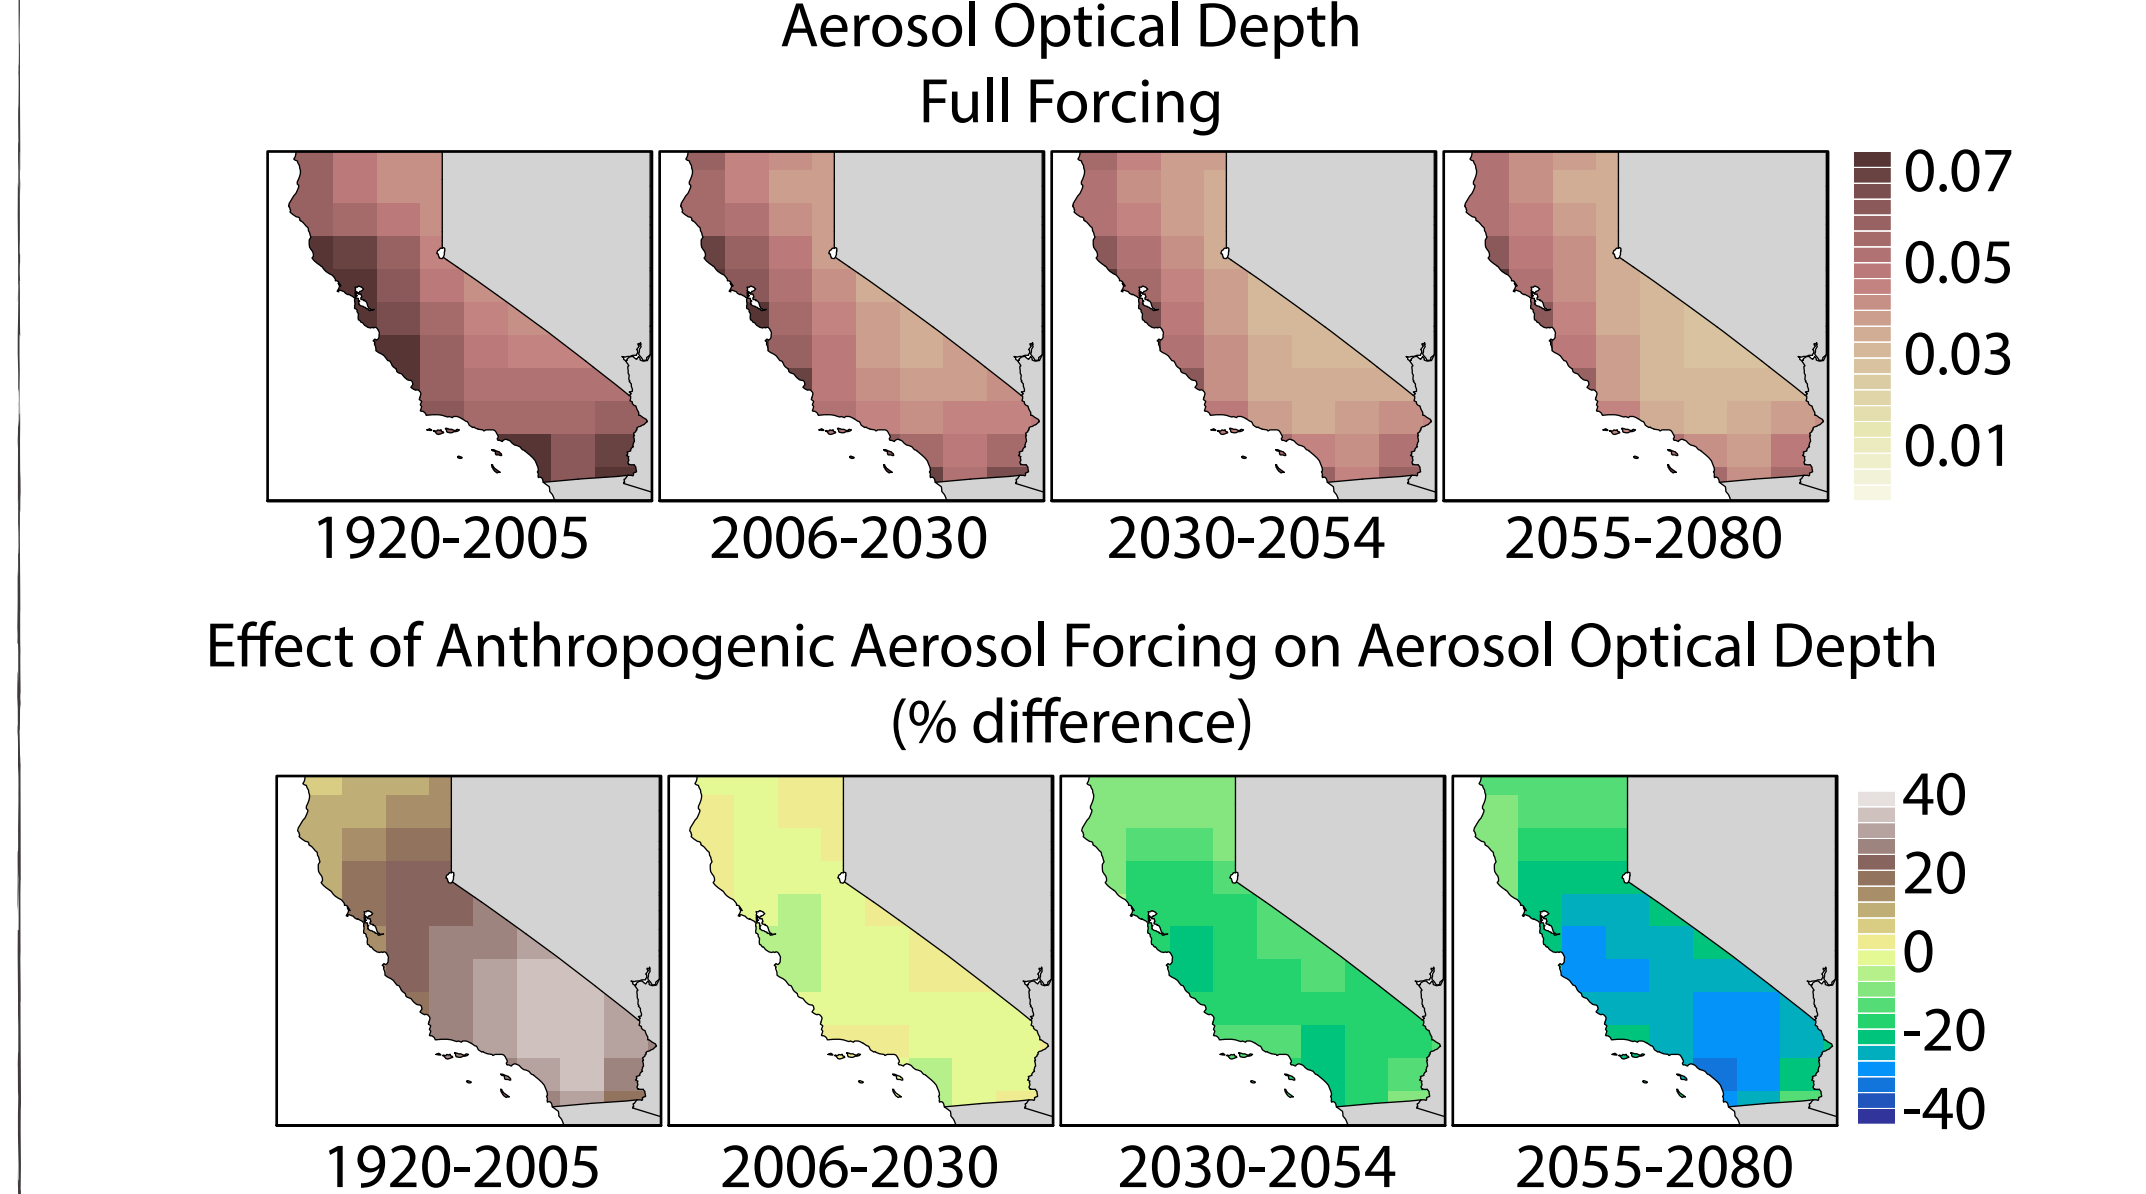 Aerosol Optical Depth
Full Forcing
0.07
0.05
0.03
0.01
1920-2005 2006-2030 2030-2054 2055-2080
Effect of Anthropogenic Aerosol Forcing on Aerosol Optical Depth
(% difference)
40
20
0
-20
-40
1920-2005 2006-2030 2030-2054 2055-2080